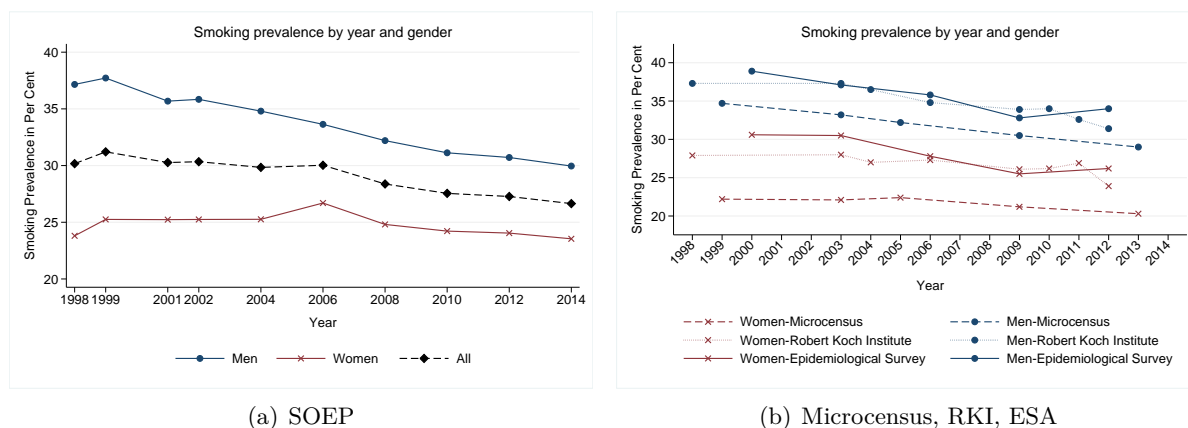 Smoking prevalence by year and gender
Smoking Prevalence in Per Cent
40
35
30
25
20
1998 1999 2001 2002 2004 2006 2008 2010 2012 2014
Year
Men Women All
(a) SOEP
Smoking prevalence by year and gender
Smoking Prevalence in Per Cent
40
35
30
25
20
1998 1999 2000 2001 2002 2003 2004 2005 2006 2007 2008 2009 2010 2011 2012 2013 2014
Year
Women-Microcensus Men-Microcensus
Women-Robert Koch Institute Men-Robert Koch Institute
Women-Epidemiological Survey Men-Epidemiological Survey
(b) Microcensus, RKI, ESA